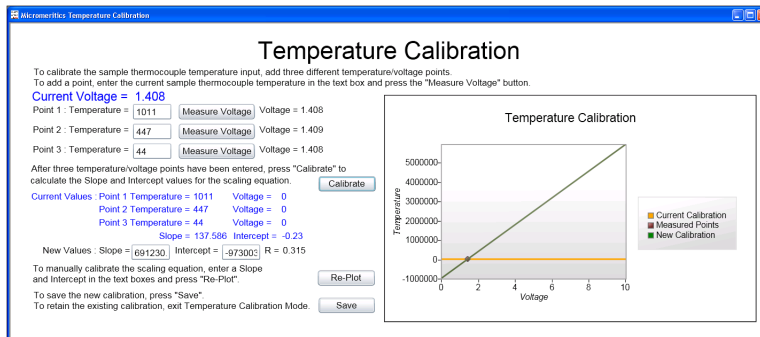 Micromeritics Temperature Calibration
Temperature Calibration
To calibrate the sample thermocouple temperature input, add three different temperature/voltage points.
To add a point, enter the current sample thermocouple temperature in the text box and press the "Measure Voltage" button.
Current Voltage = 1.408
Point 1 : Temperature = 1011 Measure Voltage Voltage = 1.408
Point 2 : Temperature = 447 Measure Voltage Voltage = 1.409
Point 3 : Temperature = 44 Measure Voltage Voltage = 1.408
After three temperature/voltage points have been entered, press "Calibrate" to
calculate the Slope and Intercept values for the scaling equation.
Calibrate
Current Values : Point 1 Temperature = 1011 Voltage = 0
Point 2 Temperature = 447 Voltage = 0
Point 3 Temperature = 44 Voltage = 0
Slope = 137.586 Intercept = -0.23
New Values : Slope = 691230. Intercept = -973003 R = 0.315
To manually calibrate the scaling equation, enter a Slope
and Intercept in the text boxes and press "Re-Plot".
Re-Plot
To save the new calibration, press "Save".
To retain the existing calibration, exit Temperature Calibration Mode.
Save
Temperature Calibration
Temperature
5000000
4000000
3000000
2000000
1000000
0
-1000000
0 2 4 6 8 10
Voltage
Current Calibration
Measured Points
New Calibration